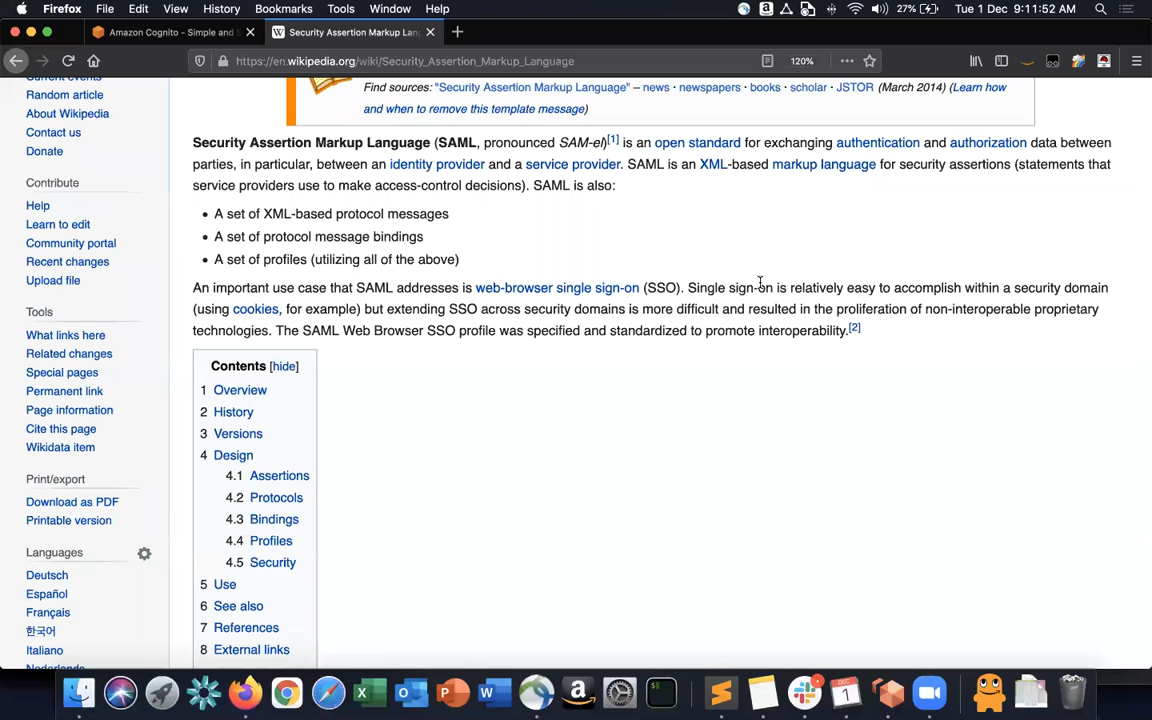 Firefox File Edit View History Bookmarks Tools Window Help 27% Tue 1 Dec 9:11:52 AM
Amazon Cognito - Simple and S
Security Assertion Markup Lan
https://en.wikipedia.org/wiki/Security_Assertion_Markup_Language 120%
Current events
Random article
About Wikipedia
Contact us
Donate
Contribute
Help
Learn to edit
Community portal
Recent changes
Upload file
Tools
What links here
Related changes
Special pages
Permanent link
Page information
Cite this page
Wikidata item
Print/export
Download as PDF
Printable version
Languages
Deutsch
Español
Français
한국어
Italiano
Nederlands
Find sources: "Security Assertion Markup Language" – news · newspapers · books · scholar · JSTOR (March 2014) (Learn how
and when to remove this template message)
Security Assertion Markup Language (SAML, pronounced SAM-el)[1] is an open standard for exchanging authentication and authorization data between
parties, in particular, between an identity provider and a service provider. SAML is an XML-based markup language for security assertions (statements that
service providers use to make access-control decisions). SAML is also:
• A set of XML-based protocol messages
• A set of protocol message bindings
• A set of profiles (utilizing all of the above)
An important use case that SAML addresses is web-browser single sign-on (SSO). Single sign-on is relatively easy to accomplish within a security domain
(using cookies, for example) but extending SSO across security domains is more difficult and resulted in the proliferation of non-interoperable proprietary
technologies. The SAML Web Browser SSO profile was specified and standardized to promote interoperability.[2]
Contents [hide]
1 Overview
2 History
3 Versions
4 Design
4.1 Assertions
4.2 Protocols
4.3 Bindings
4.4 Profiles
4.5 Security
5 Use
6 See also
7 References
8 External links